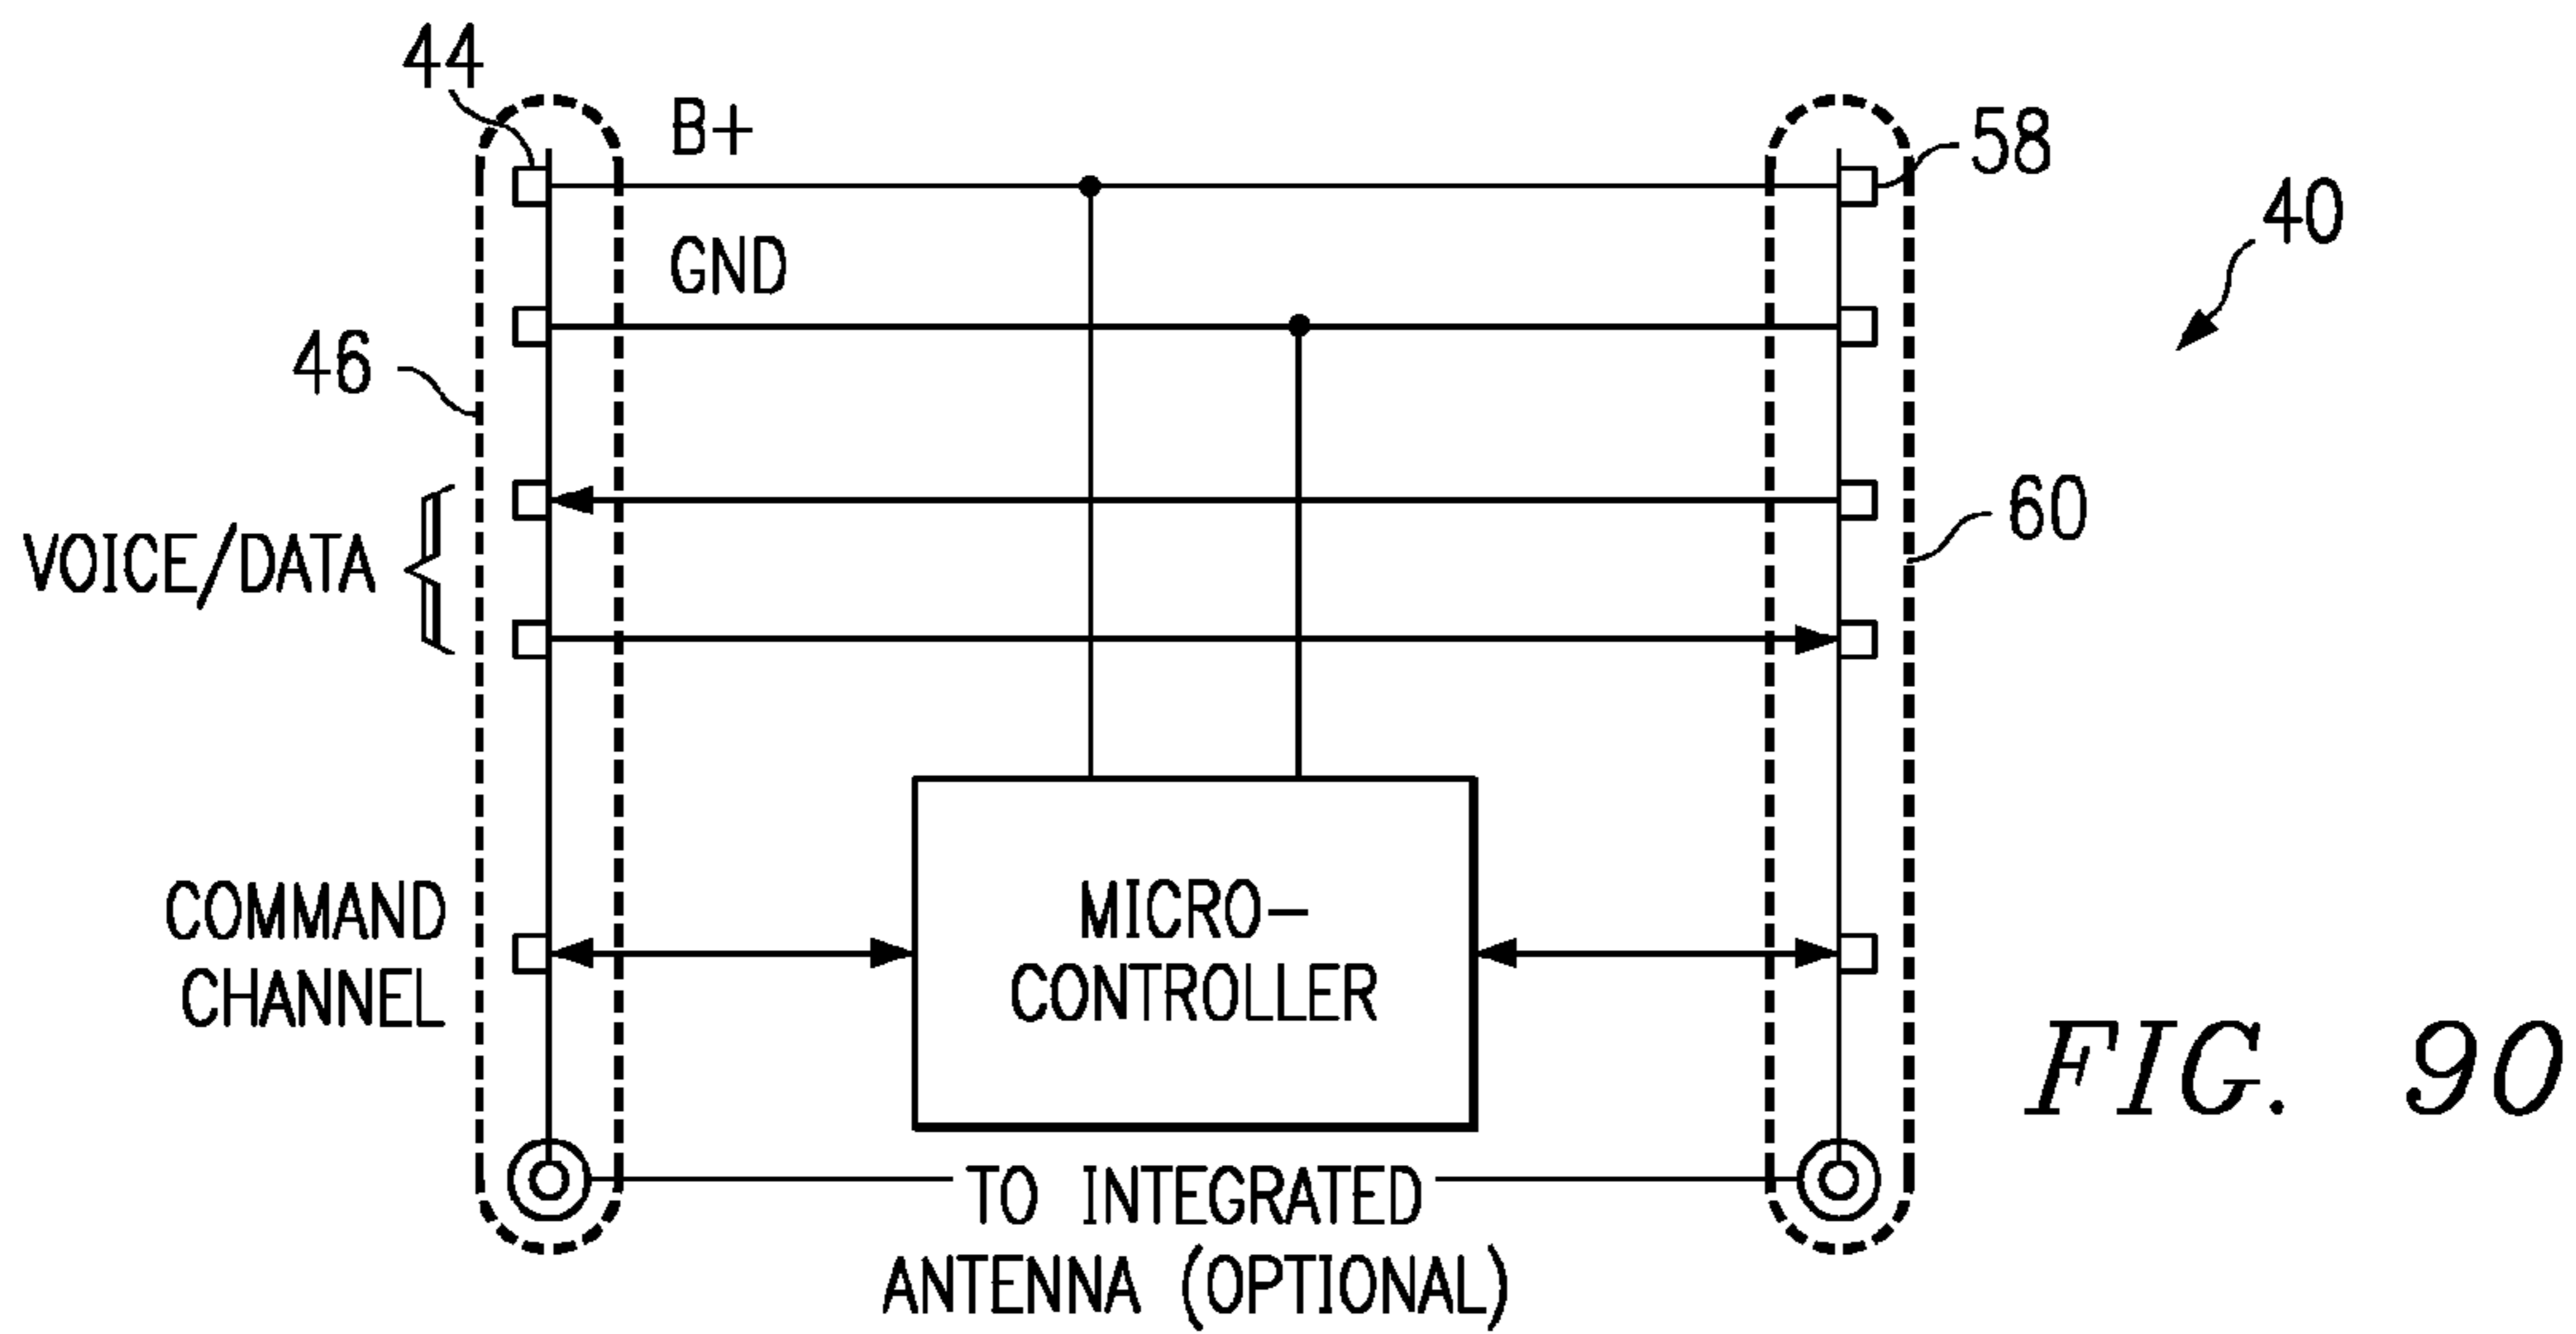 44
B+
58
40
GND
46
60
VOICE/DATA
COMMAND
CHANNEL
MICRO-
CONTROLLER
FIG. 90
TO INTEGRATED
ANTENNA (OPTIONAL)